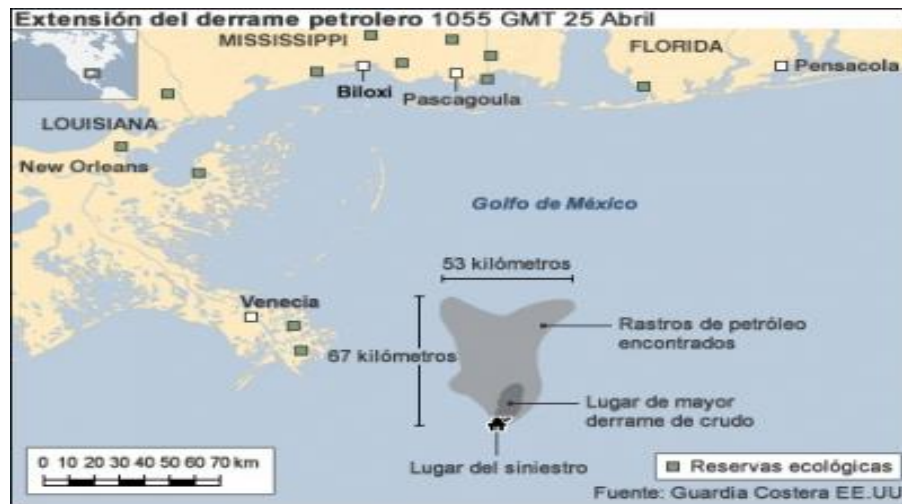 Extensión del derrame petrolero 1055 GMT 25 Abril
MISSISSIPPI
FLORIDA
Biloxi
Pascagoula
Pensacola
LOUISIANA
New Orleans
Golfo de México
53 kilómetros
Venecia
Rastros de petróleo
encontrados
67 kilómetros
Lugar de mayor
derrame de crudo
0 10 20 30 40 50 60 70 km
Lugar del siniestro
Reservas ecológicas
Fuente: Guardia Costera EE.UU